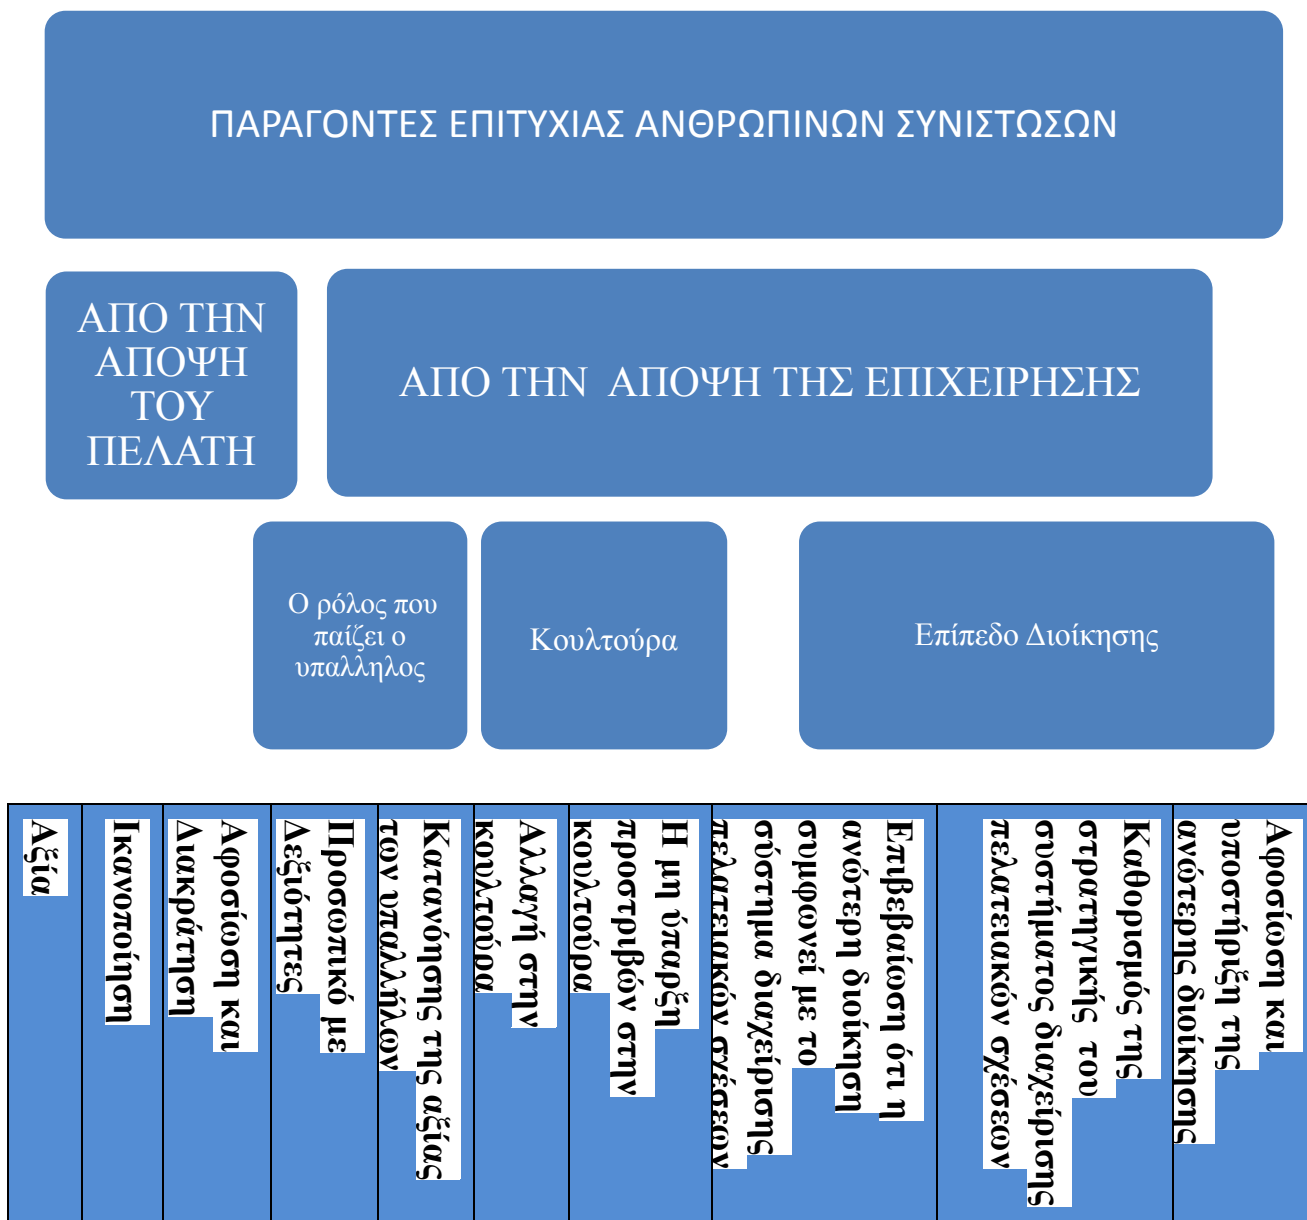 ΠΑΡΑΓΟΝΤΕΣ ΕΠΙΤΥΧΙΑΣ ΑΝΘΡΩΠΙΝΩΝ ΣΥΝΙΣΤΩΣΩΝ
ΑΠΟ ΤΗΝ
ΑΠΟΨΗ
ΤΟΥ
ΠΕΛΑΤΗ
ΑΠΟ ΤΗΝ ΑΠΟΨΗ ΤΗΣ ΕΠΙΧΕΙΡΗΣΗΣ
Ο ρόλος που
παίζει ο
υπαλληλος
Κουλτούρα
Επίπεδο Διοίκησης
Αξία
Ικανοποίηση
Αφοσίωση και
Διακράτηση
Προσωπικό με
Δεξιότητες
Κατανόησης της αξίας
των υπαλλήλων
Αλλαγή στην
κουλτούρα
Η μη ύπαρξη
προστριβών στην
κουλτούρα
Επιβεβαίωση ότι η
ανώτερη διοίκηση
συμφωνεί με το
σύστημα διαχείρισης
πελατειακών σχέσεων
Καθορισμός της
στρατηγικής του
συστήματος διαχείρισης
πελατειακών σχέσεων
Αφοσίωση και
υποστήριξη της
ανώτερης διοίκησης